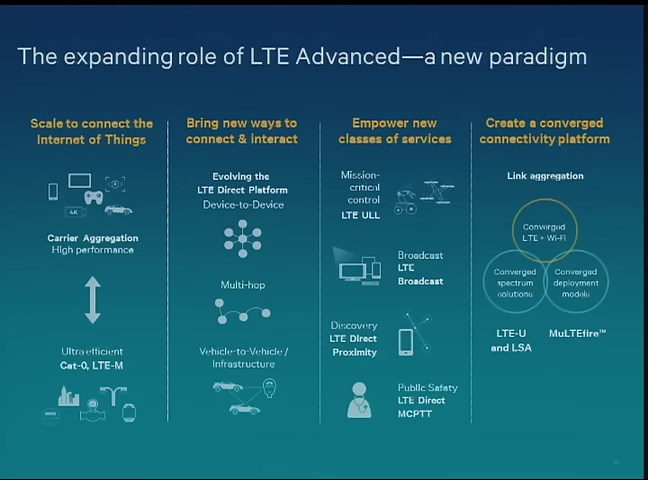 The expanding role of LTE Advanced—a new paradigm
Scale to connect the
Internet of Things
4K
Carrier Aggregation
High performance
Ultra efficient
Cat-0, LTE-M
Bring new ways to
connect & interact
Evolving the
LTE Direct Platform
Device-to-Device
Multi-hop
Vehicle-to-Vehicle /
Infrastructure
Empower new
classes of services
Mission-
critical
control
LTE ULL
Broadcast
LTE
Broadcast
Discovery
LTE Direct
Proximity
Public Safety
LTE Direct
MCPTT
Create a converged
connectivity platform
Link aggregation
Converged
LTE + Wi-Fi
Converged
spectrum
solutions
Converged
deployment
models
LTE-U
and LSA
MuLTEfire™